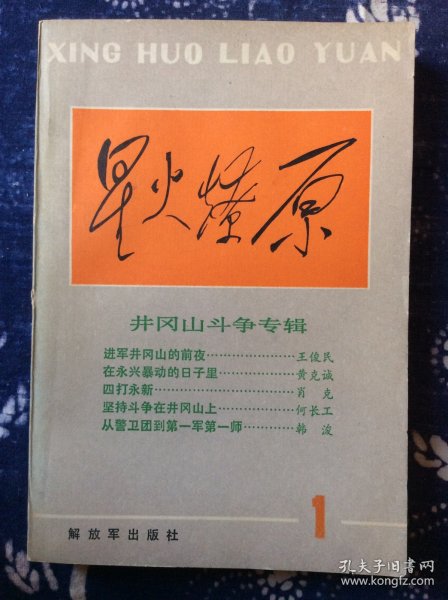 XING HUO LIAO YUAN
星火燎原
井冈山斗争专辑
进军井冈山的前夜…………………王俊民
在永兴暴动的日子里………………黄克诚
四打永新……………………………肖 克
坚持斗争在井冈山上………………何长工
从警卫团到第一军第一师…………韩 浚
1
解放军出版社
孔夫子旧书网
www.kongfz.com